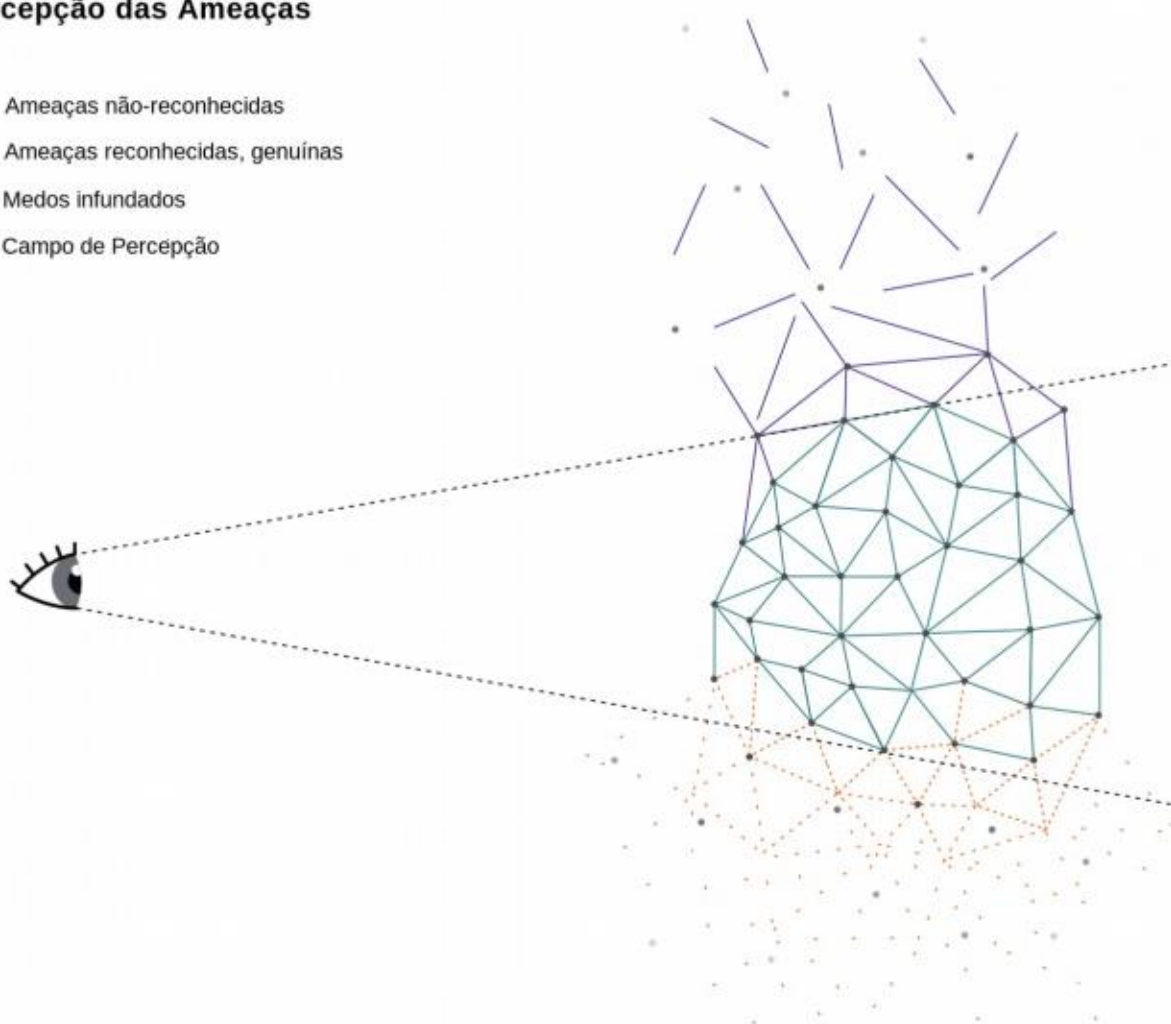 cepção das Ameaças
Ameaças não-reconhecidas
Ameaças reconhecidas, genuínas
Medos infundados
Campo de Percepção